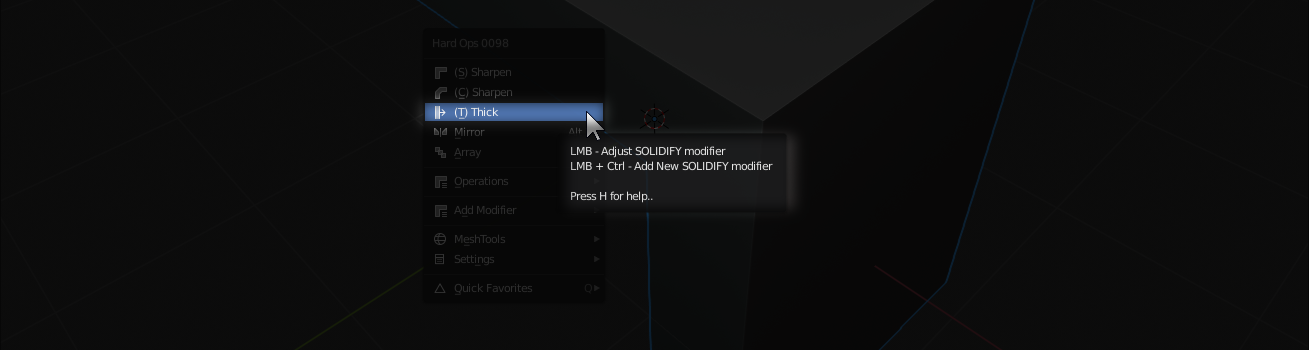 Hard Ops 0098
(S) Sharpen
(C) Sharpen
(T) Thick
Mirror Alt
Array
LMB - Adjust SOLIDIFY modifier
LMB + Ctrl - Add New SOLIDIFY modifier
Press H for help..
Operations
Add Modifier
MeshTools
Settings
Quick Favorites Q